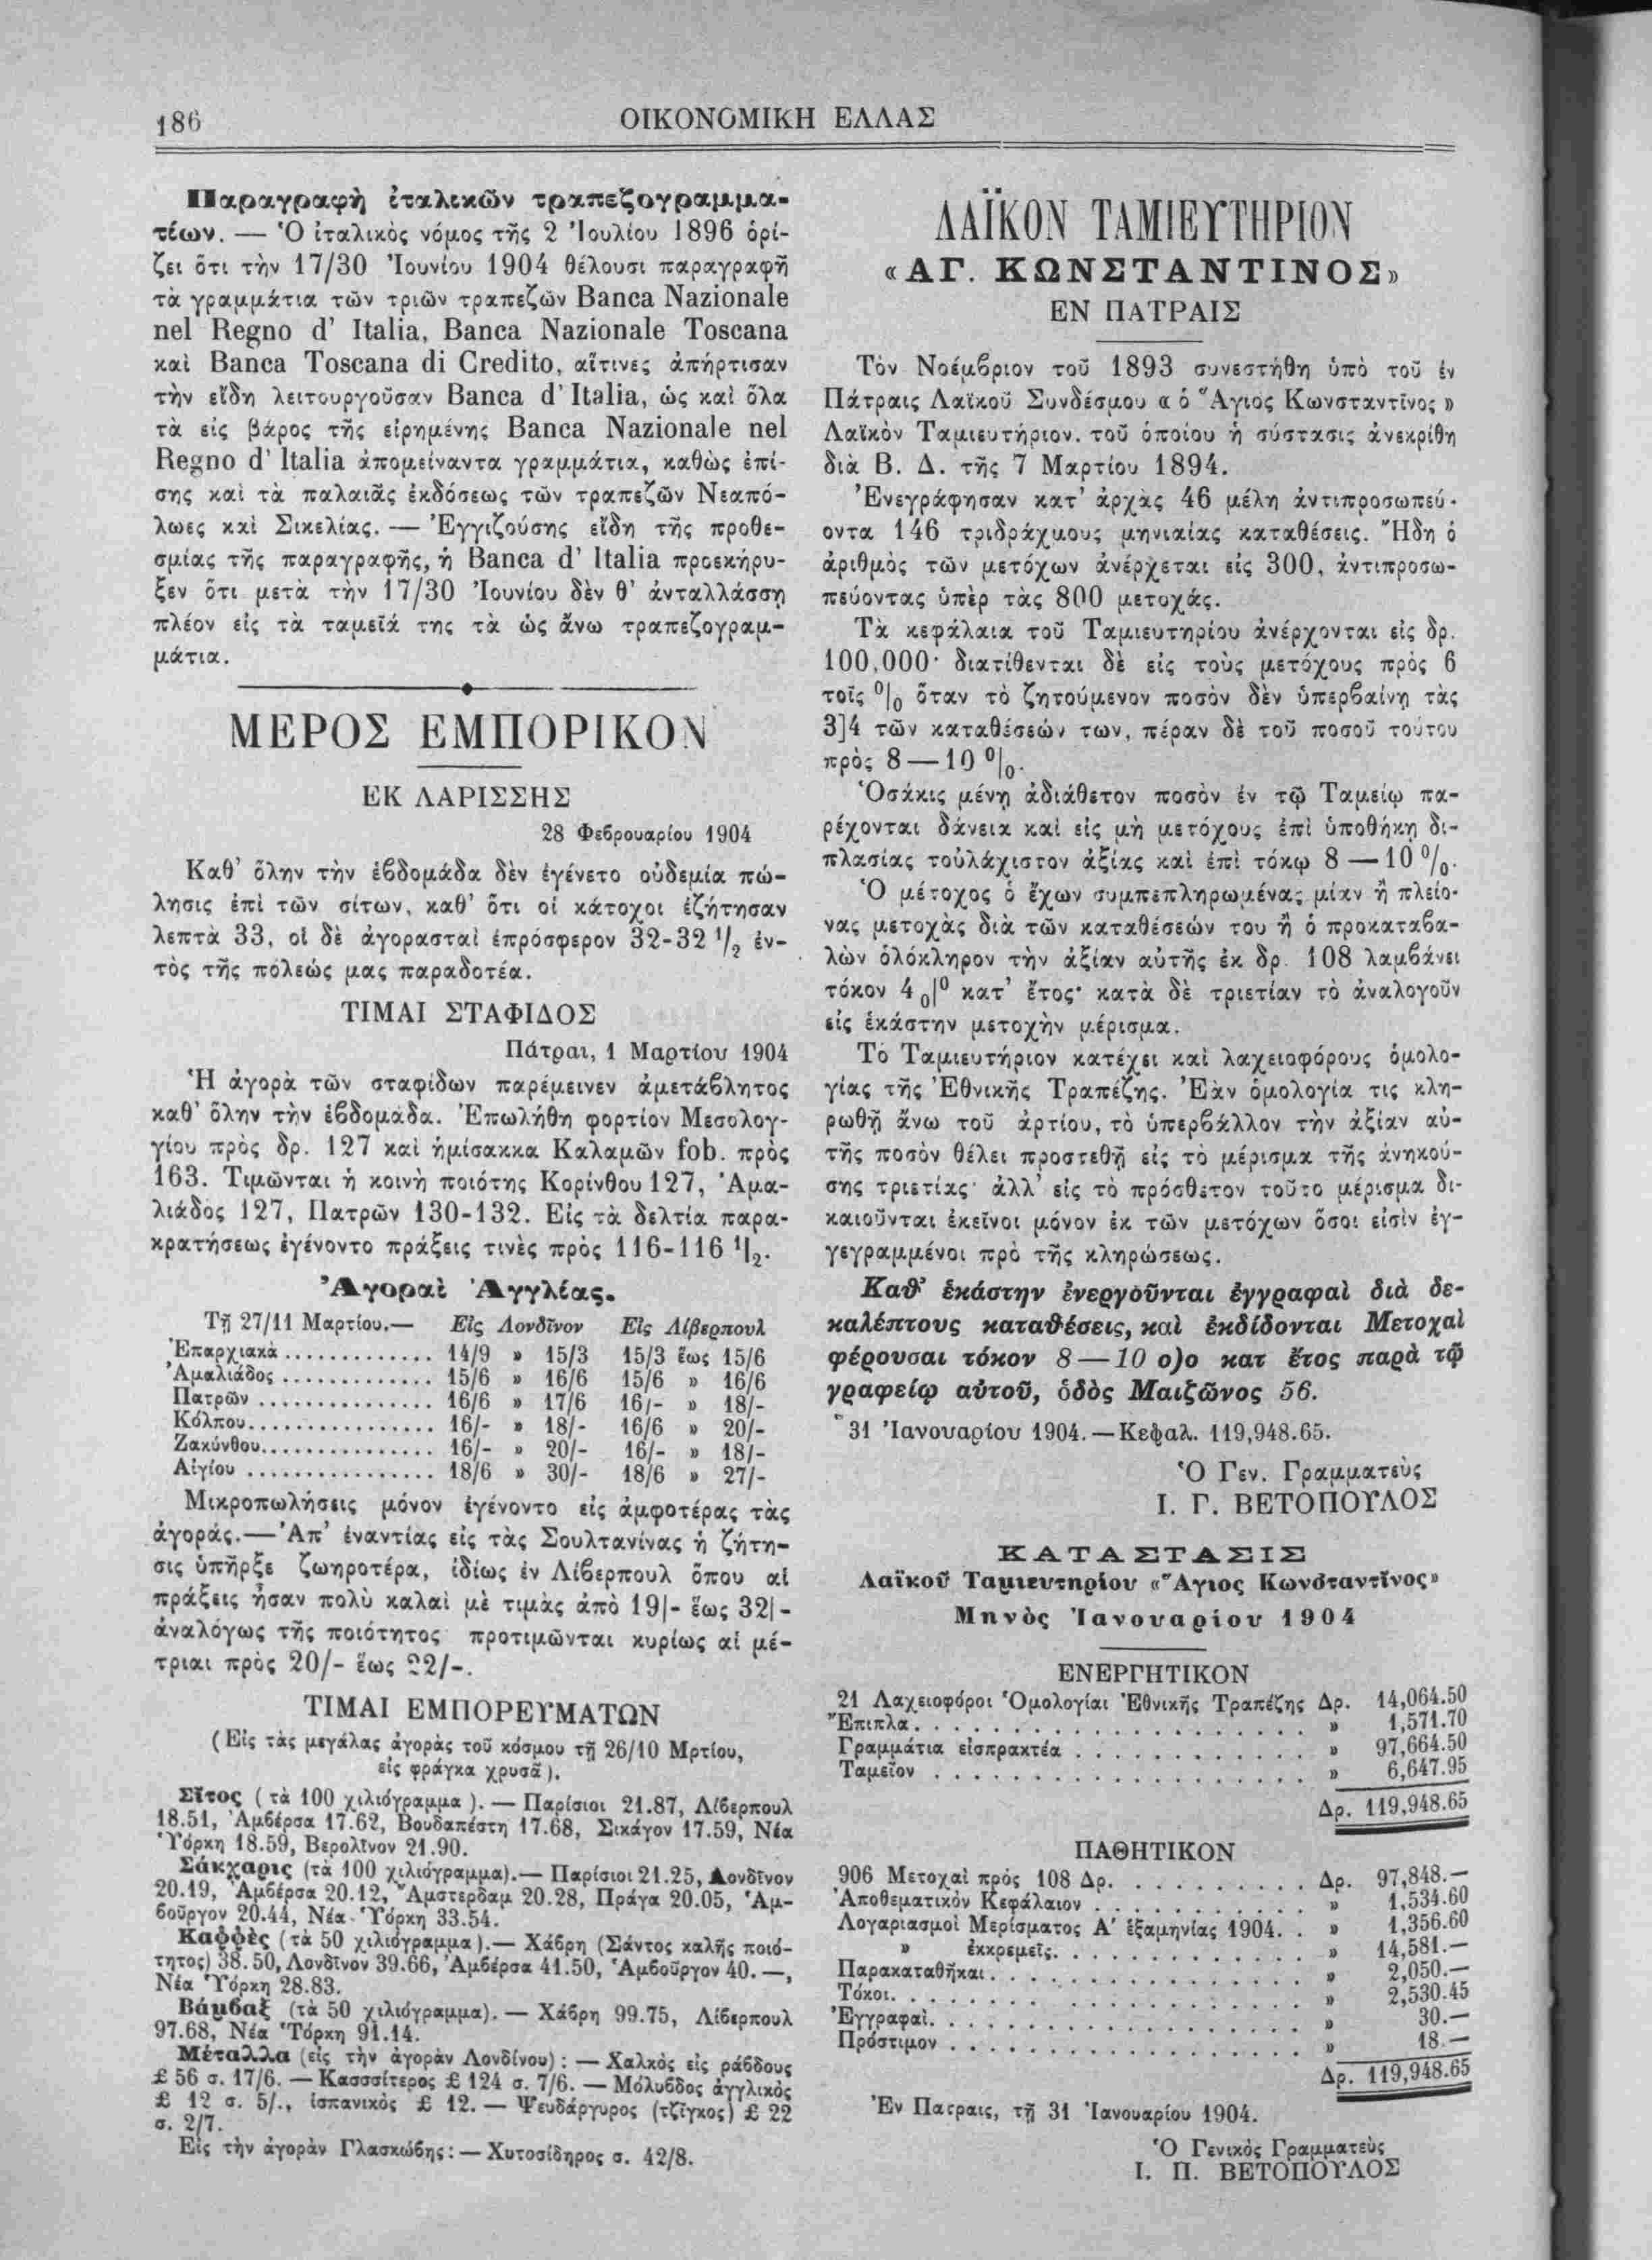 186
ΟΙΚΟΝΟΜΙΚΗ ΕΛΛΑΣ
Παραγραφὴ ἰταλικῶν τραπεζογραμμα-
τίων. — Ὁ ἰταλικὸς νόμος τῆς 2 Ἰουλίου 1896 ὁρί-
ζει ὅτι τὴν 17/30 Ἰουνίου 1904 θέλουσι παραγραφῆ
τὰ γραμμάτια τῶν τριῶν τραπεζῶν Banca Nazionale
nel Regno d' Italia, Banca Nazionale Toscana
καὶ Banca Toscana di Credito, αἵτινες ἀπήρτισαν
τὴν εἴδη λειτουργοῦσαν Banca d' Italia, ὡς καὶ ὅλα
τὰ εἰς βάρος τῆς εἰρημένης Banca Nazionale nel
Regno d' Italia ἀπομείναντα γραμμάτια, καθὼς ἐπί-
σης καὶ τὰ παλαιᾶς ἐκδόσεως τῶν τραπεζῶν Νεαπό-
λωες καὶ Σικελίας. — Ἐγγιζούσης εἴδη τῆς προθε-
σμίας τῆς παραγραφῆς, ἡ Banca d' Italia προεκήρυ-
ξεν ὅτι μετὰ τὴν 17/30 Ἰουνίου δὲν θ' ἀνταλλάσσῃ
πλέον εἰς τὰ ταμεῖά της τὰ ὡς ἄνω τραπεζογραμ-
μάτια.
ΜΕΡΟΣ ΕΜΠΟΡΙΚΟΝ
ΕΚ ΛΑΡΙΣΣΗΣ
28 Φεβρουαρίου 1904
Καθ' ὅλην τὴν ἑβδομάδα δὲν ἐγένετο οὐδεμία πώ-
λησις ἐπὶ τῶν σίτων, καθ' ὅτι οἱ κάτοχοι ἐζήτησαν
λεπτὰ 33, οἱ δὲ ἀγορασταὶ ἐπρόσφερον 32-32 1/2 ἐν-
τὸς τῆς πόλεώς μας παραδοτέα.
ΤΙΜΑΙ ΣΤΑΦΙΔΟΣ
Πάτραι, 1 Μαρτίου 1904
Ἡ ἀγορὰ τῶν σταφίδων παρέμεινεν ἀμετάβλητος
καθ' ὅλην τὴν ἑβδομάδα. Ἐπωλήθη φορτίον Μεσολογ-
γίου πρὸς δρ. 127 καὶ ἡμίσακκα Καλαμῶν fob. πρὸς
163. Τιμῶνται ἡ κοινὴ ποιότης Κορίνθου 127, Ἀμα-
λιάδος 127, Πατρῶν 130-132. Εἰς τὰ δελτία παρα-
κρατήσεως ἐγένοντο πράξεις τινὲς πρὸς 116-116 1|2.
Ἀγοραὶ Ἀγγλίας.
Τῇ 27/11 Μαρτίου.— Εἰς Λονδῖνον Εἰς Λίβερπουλ
Ἐπαρχιακὰ ............. 14/9 » 15/3 15/3 ἕως 15/6
Ἀμαλιάδος ............. 15/6 » 16/6 15/6 » 16/6
Πατρῶν ............... 16/6 » 17/6 16/- » 18/-
Κόλπου................ 16/- » 18/- 16/6 » 20/-
Ζακύνθου............... 16/- » 20/- 16/- » 18/-
Αἰγίου ................ 18/6 » 30/- 18/6 » 27/-
Μικροπωλήσεις μόνον ἐγένοντο εἰς ἀμφοτέρας τὰς
ἀγοράς.—Ἀπ' ἐναντίας εἰς τὰς Σουλτανίνας ἡ ζήτη-
σις ὑπῆρξε ζωηροτέρα, ἰδίως ἐν Λίβερπουλ ὅπου αἱ
πράξεις ἦσαν πολὺ καλαὶ μὲ τιμὰς ἀπὸ 19|- ἕως 32|-
ἀναλόγως τῆς ποιότητος προτιμῶνται κυρίως αἱ μέ-
τριαι πρὸς 20/- ἕως 22/-.
ΤΙΜΑΙ ΕΜΠΟΡΕΥΜΑΤΩΝ
(Εἰς τὰς μεγάλας ἀγορὰς τοῦ κόσμου τῇ 26/10 Μρτίου,
εἰς φράγκα χρυσᾶ).
Σῖτος ( τὰ 100 χιλιόγραμμα ). — Παρίσιοι 21.87, Λίβερπουλ
18.51, Ἀμβέρσα 17.62, Βουδαπέστη 17.68, Σικάγον 17.59, Νέα
Ὑόρκη 18.59, Βερολῖνον 21.90.
Σάκχαρις (τὰ 100 χιλιόγραμμα).— Παρίσιοι 21.25, Λονδῖνον
20.19, Ἀμβέρσα 20.12, Ἀμστερδαμ 20.28, Πράγα 20.05, Ἁμ-
βοῦργον 20.44, Νέα-Ὑόρκη 33.54.
Καφφὲς (τὰ 50 χιλιόγραμμα).— Χάβρη (Σάντος καλῆς ποιό-
τητος) 38.50, Λονδῖνον 39.66, Ἀμβέρσα 41.50, Ἁμβοῦργον 40.—,
Νέα Ὑόρκη 28.83.
Βάμβαξ (τὰ 50 χιλιόγραμμα). — Χάβρη 99.75, Λίβερπουλ
97.68, Νέα Ὑόρκη 91.14.
Μέταλλα (εἰς τὴν ἀγορὰν Λονδίνου) : — Χαλκὸς εἰς ράβδους
£ 56 σ. 17/6. — Κασσσίτερος £ 124 σ. 7/6. — Μόλυβδος ἀγγλικὸς
£ 12 σ. 5/., ἱσπανικὸς £ 12. — Ψευδάργυρος (τζῖγκος) £ 22
σ. 2/7.
Εἰς τὴν ἀγορὰν Γλασκώβης: — Χυτοσίδηρος σ. 42/8.
ΛΑΪΚΟΝ ΤΑΜΙΕΥΤΗΡΙΟΝ
«ΑΓ. ΚΩΝΣΤΑΝΤΙΝΟΣ»
ΕΝ ΠΑΤΡΑΙΣ
Τὸν Νοέμβριον τοῦ 1893 συνεστήθη ὑπὸ τοῦ ἐν
Πάτραις Λαϊκοῦ Συνδέσμου « ὁ Ἅγιος Κωνσταντῖνος »
Λαϊκὸν Ταμιευτήριον. τοῦ ὁποίου ἡ σύστασις ἀνεκρίθη
διὰ Β. Δ. τῆς 7 Μαρτίου 1894.
Ἐνεγράφησαν κατ' ἀρχὰς 46 μέλη ἀντιπροσωπεύ-
οντα 146 τριδράχμους μηνιαίας καταθέσεις. Ἤδη ὁ
ἀριθμὸς τῶν μετόχων ἀνέρχεται εἰς 300, ἀντιπροσω-
πεύοντας ὑπὲρ τὰς 800 μετοχάς.
Τὰ κεφάλαια τοῦ Ταμιευτηρίου ἀνέρχονται εἰς δρ.
100,000· διατίθενται δὲ εἰς τοὺς μετόχους πρὸς 6
τοῖς 0|0 ὅταν τὸ ζητούμενον ποσὸν δὲν ὑπερβαίνῃ τὰς
3]4 τῶν καταθέσεών των, πέραν δὲ τοῦ ποσοῦ τούτου
πρὸς 8 — 10 0|0.
Ὁσάκις μένῃ ἀδιάθετον ποσὸν ἐν τῷ Ταμείῳ πα-
ρέχονται δάνεια καὶ εἰς μὴ μετόχους ἐπὶ ὑποθήκῃ δι-
πλασίας τοὐλάχιστον ἀξίας καὶ ἐπὶ τόκῳ 8 — 10 0/0.
Ὁ μέτοχος ὁ ἔχων συμπεπληρωμένας μίαν ἢ πλείο-
νας μετοχὰς διὰ τῶν καταθέσεών του ἢ ὁ προκαταβα-
λὼν ὁλόκληρον τὴν ἀξίαν αὐτῆς ἐκ δρ. 108 λαμβάνει
τόκον 4 0|0 κατ' ἔτος· κατὰ δὲ τριετίαν τὸ ἀναλογοῦν
εἰς ἑκάστην μετοχὴν μέρισμα.
Τὸ Ταμιευτήριον κατέχει καὶ λαχειοφόρους ὁμολο-
γίας τῆς Ἐθνικῆς Τραπέζης. Ἐὰν ὁμολογία τις κλη-
ρωθῇ ἄνω τοῦ ἀρτίου, τὸ ὑπερβάλλον τὴν ἀξίαν αὐ-
τῆς ποσὸν θέλει προστεθῇ εἰς τὸ μέρισμα τῆς ἀνηκού-
σης τριετίας· ἀλλ' εἰς τὸ πρόσθετον τοῦτο μέρισμα δι-
καιοῦνται ἐκεῖνοι μόνον ἐκ τῶν μετόχων ὅσοι εἰσὶν ἐγ-
γεγραμμένοι πρὸ τῆς κληρώσεως.
Καθ' ἑκάστην ἐνεργοῦνται ἐγγραφαὶ διὰ δε-
καλέπτους καταθέσεις, καὶ ἐκδίδονται Μετοχαὶ
φέρουσαι τόκον 8 — 10 ο)ο κατ ἔτος παρὰ τῷ
γραφείῳ αὐτοῦ, ὁδὸς Μαιζῶνος 56.
31 Ἰανουαρίου 1904.—Κεφαλ. 119,948.65.
Ὁ Γεν. Γραμματεὺς
Ι. Γ. ΒΕΤΟΠΟΥΛΟΣ
ΚΑΤΑΣΤΑΣΙΣ
Λαϊκοῦ Ταμιευτηρίου «Ἅγιος Κωνσταντῖνος»
Μηνὸς Ἰανουαρίου 1904
ΕΝΕΡΓΗΤΙΚΟΝ
21 Λαχειοφόροι Ὁμολογίαι Ἐθνικῆς Τραπέζης Δρ. 14,064.50
Ἔπιπλα. . . . . . . . . . . . . . . . . » 1,571.70
Γραμμάτια εἰσπρακτέα . . . . . . . . . . » 97,664.50
Ταμεῖον . . . . . . . . . . . . . . . . » 6,647.95
Δρ. 119,948.65
ΠΑΘΗΤΙΚΟΝ
906 Μετοχαὶ πρός 108 Δρ. . . . . . . . . . Δρ. 97,848.—
Ἀποθεματικὸν Κεφάλαιον . . . . . . . . . . » 1,534.60
Λογαριασμοὶ Μερίσματος Α' ἑξαμηνίας 1904. . » 1,356.60
» ἐκκρεμεῖς. . . . . . . . . . . » 14,581.—
Παρακαταθῆκαι. . . . . . . . . . . . . . » 2,050.—
Τόκοι. . . . . . . . . . . . . . . . . . » 2,530.45
Ἐγγραφαὶ. . . . . . . . . . . . . . . . » 30.—
Πρόστιμον . . . . . . . . . . . . . . . » 18.—
Δρ. 119,948.65
Ἐν Πατραις, τῇ 31 Ἰανουαρίου 1904.
Ὁ Γενικὸς Γραμματεὺς
Ι. Π. ΒΕΤΟΠΟΥΛΟΣ